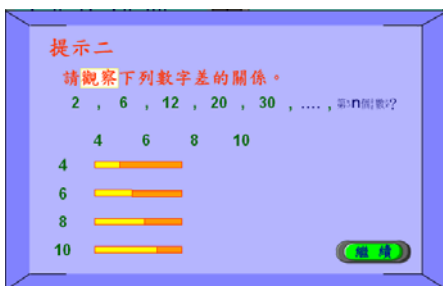 提示二
請觀察下列數字差的關係。
2 , 6 , 12 , 20 , 30 , …. , 第n個數?
4 6 8 10
4
6
8
10
繼續